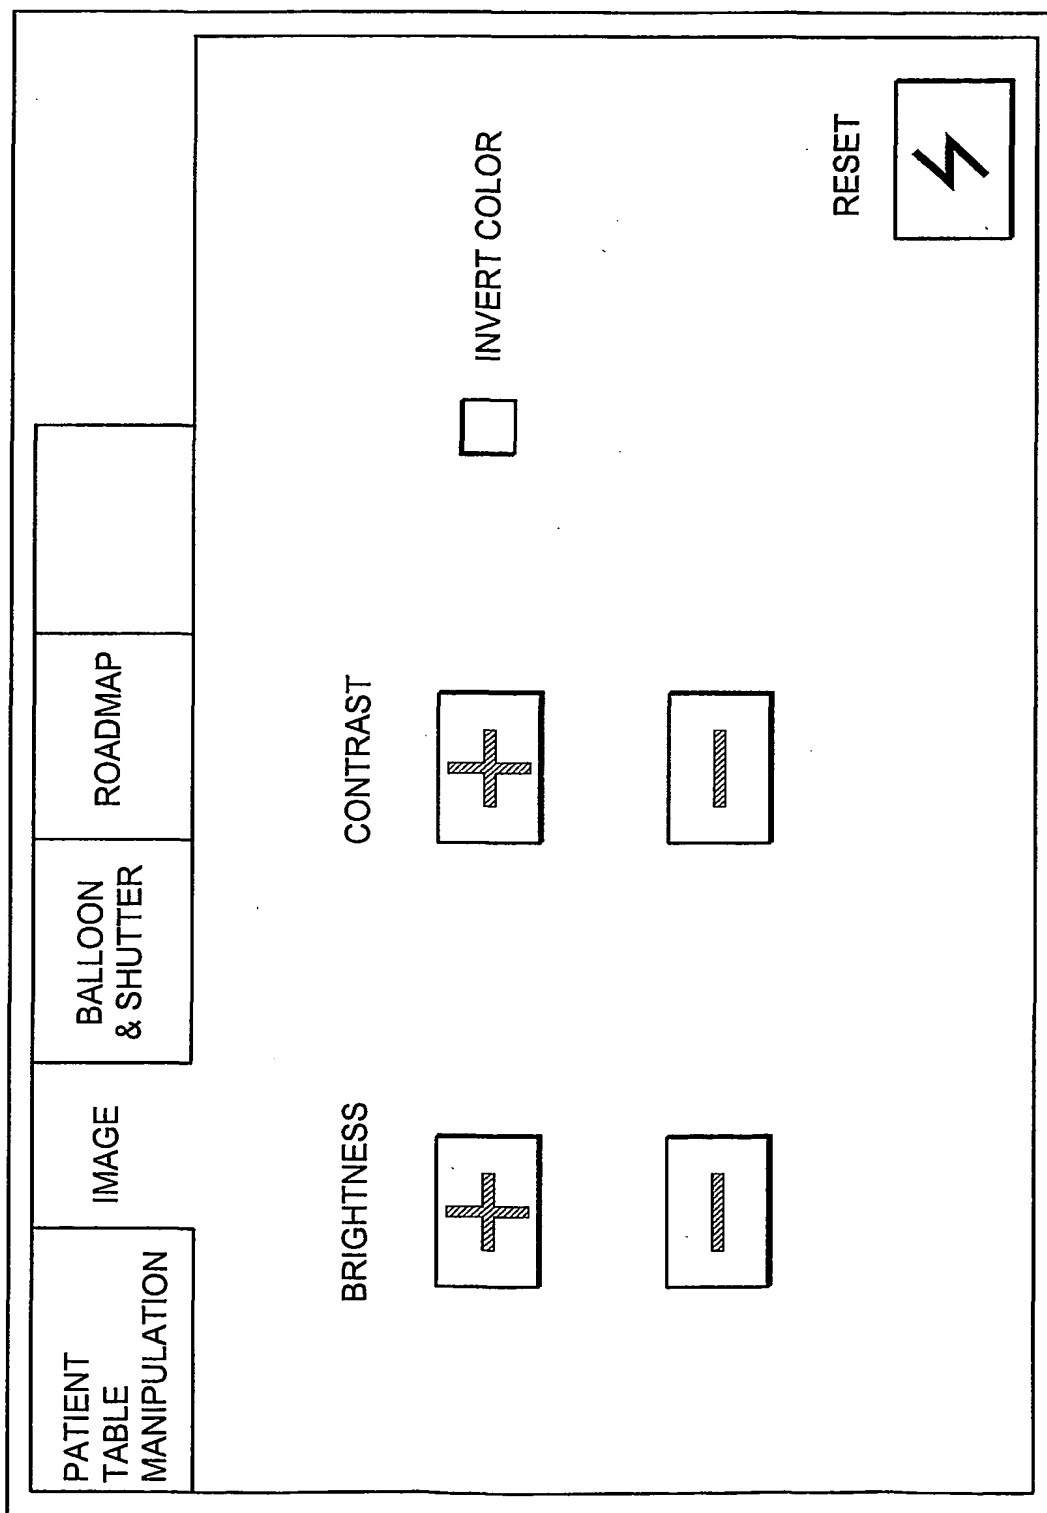 PATIENT
TABLE
MANIPULATION
IMAGE
BALLOON
& SHUTTER
ROADMAP
BRIGHTNESS
CONTRAST
INVERT COLOR
RESET